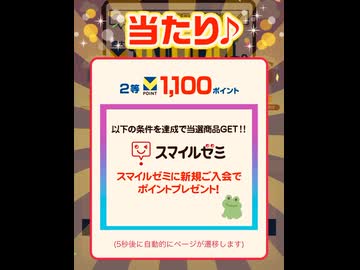 当たり♪
2等 V POINT 1,100ポイント
以下の条件を達成で当選商品GET!!
スマイルゼミ
スマイルゼミに新規ご入会で
ポイントプレゼント!
(5秒後に自動的にページが遷移します)